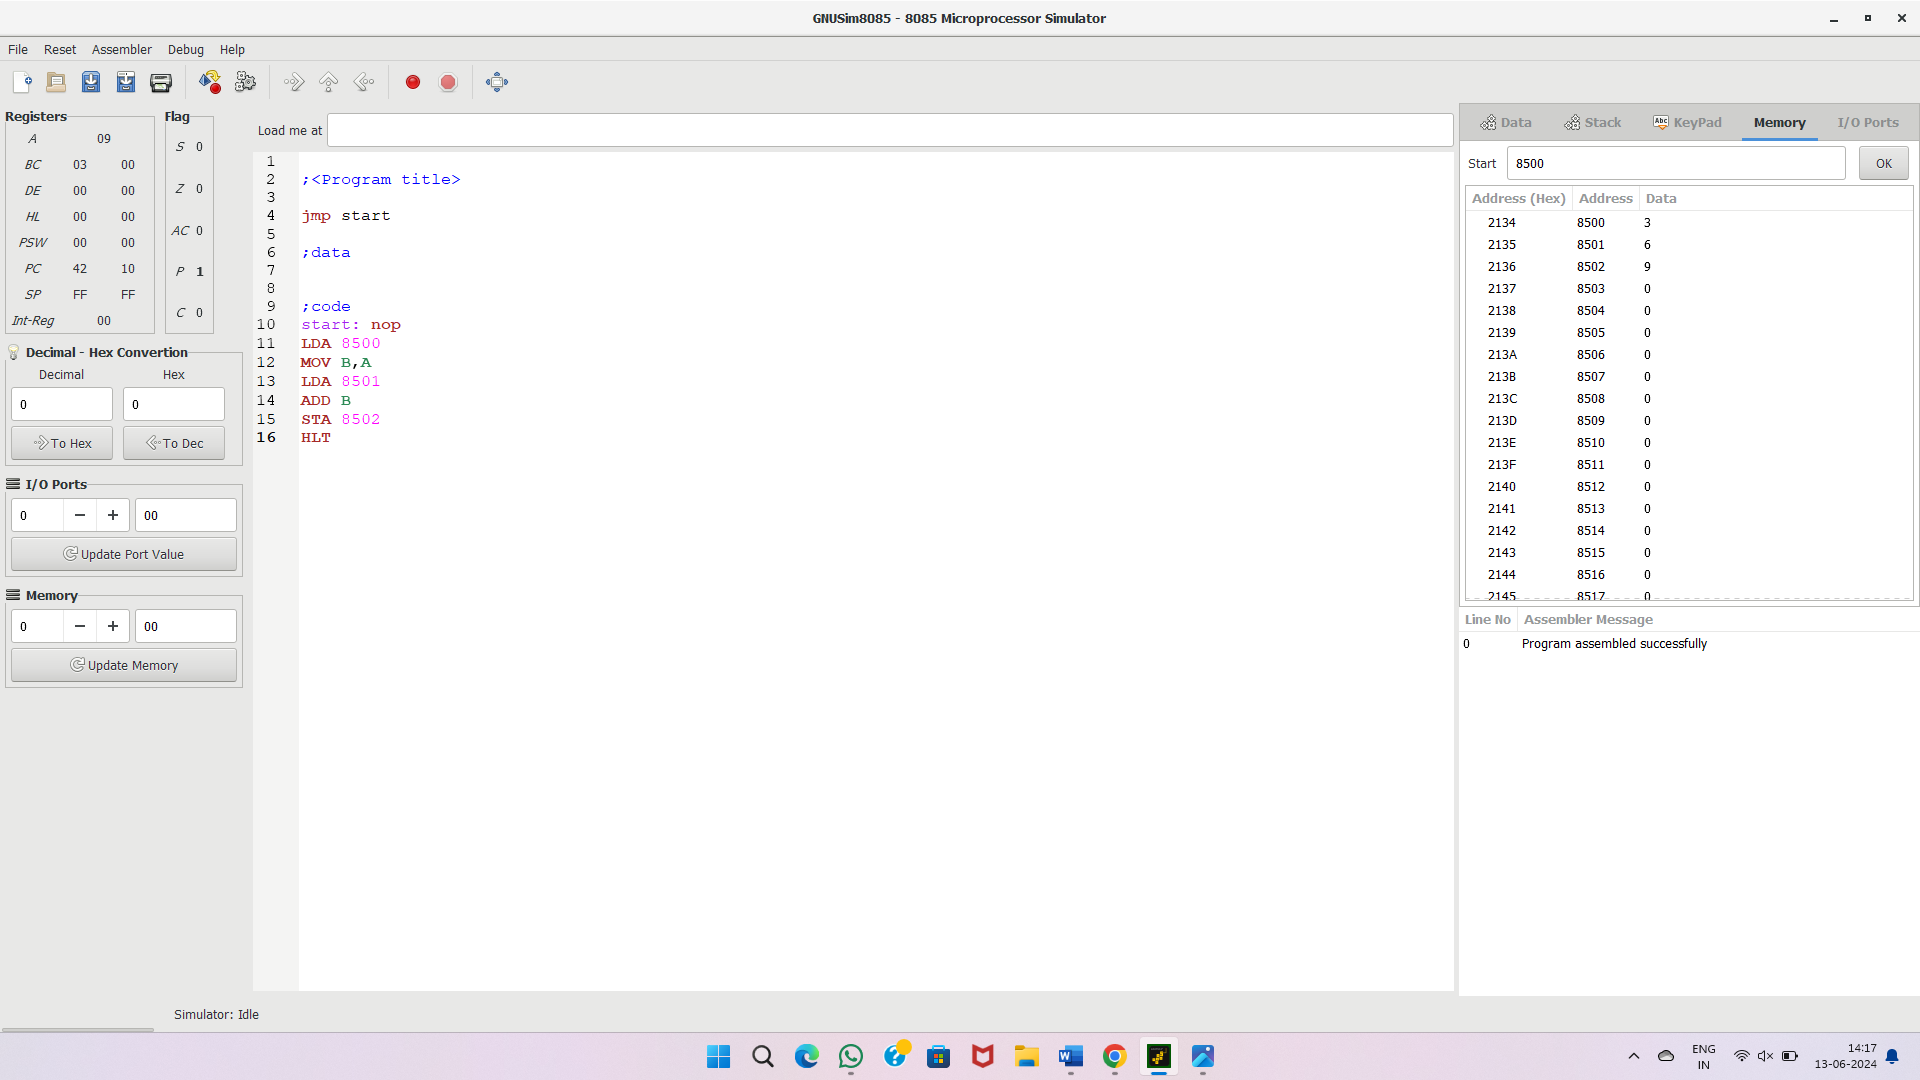 GNUSim8085 - 8085 Microprocessor Simulator
File Reset Assembler Debug Help
Registers
A 09
BC 03 00
DE 00 00
HL 00 00
PSW 00 00
PC 42 10
SP FF FF
Int-Reg 00
Flag
S 0
Z 0
AC 0
P 1
C 0
Decimal - Hex Convertion
Decimal Hex
0 0
To Hex To Dec
I/O Ports
0 − + 00
Update Port Value
Memory
0 − + 00
Update Memory
Load me at
1
2 ;<Program title>
3
4 jmp start
5
6 ;data
7
8
9 ;code
10 start: nop
11 LDA 8500
12 MOV B,A
13 LDA 8501
14 ADD B
15 STA 8502
16 HLT
Data Stack Abc KeyPad Memory I/O Ports
Start 8500 OK
Address (Hex) Address Data
2134 8500 3
2135 8501 6
2136 8502 9
2137 8503 0
2138 8504 0
2139 8505 0
213A 8506 0
213B 8507 0
213C 8508 0
213D 8509 0
213E 8510 0
213F 8511 0
2140 8512 0
2141 8513 0
2142 8514 0
2143 8515 0
2144 8516 0
2145 8517 0
Line No Assembler Message
0 Program assembled successfully
Simulator: Idle
ENG
IN
14:17
13-06-2024